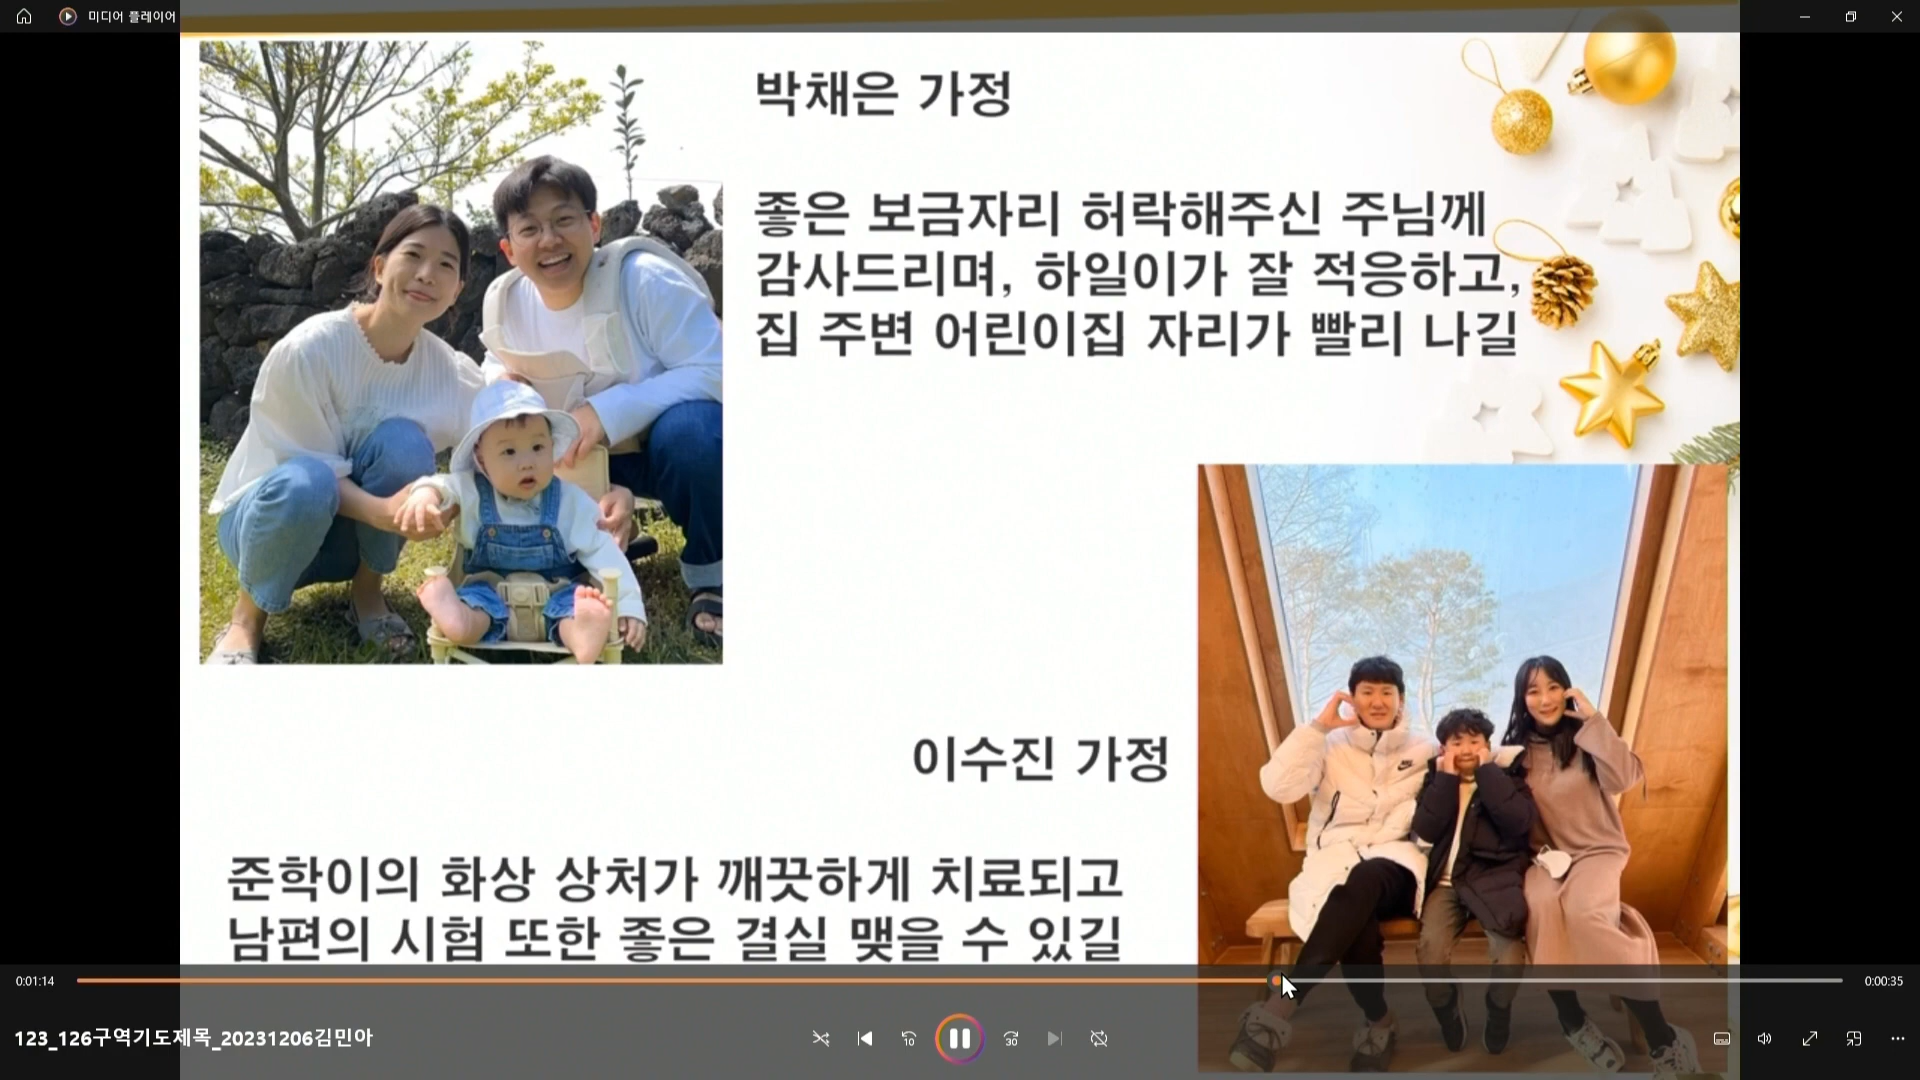 미디어 플레이어
박채은 가정
좋은 보금자리 허락해주신 주님께
감사드리며, 하일이가 잘 적응하고,
집 주변 어린이집 자리가 빨리 나길
이수진 가정
준학이의 화상 상처가 깨끗하게 치료되고
남편의 시험 또한 좋은 결실 맺을 수 있길
0:01:14
0:00:35
123_126구역기도제목_20231206김민아
10
30